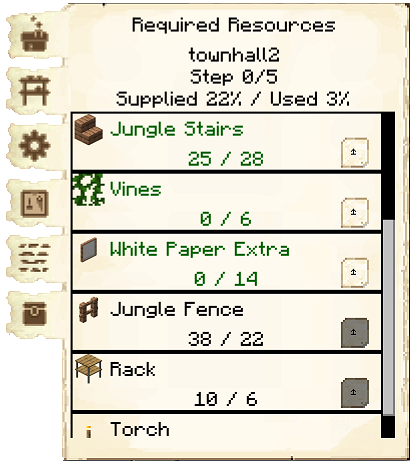 Required Resources
townhall2
Step 0/5
Supplied 22% / Used 3%
Jungle Stairs
25 / 28
Vines
0 / 6
White Paper Extra
0 / 14
Jungle Fence
38 / 22
Rack
10 / 6
Torch